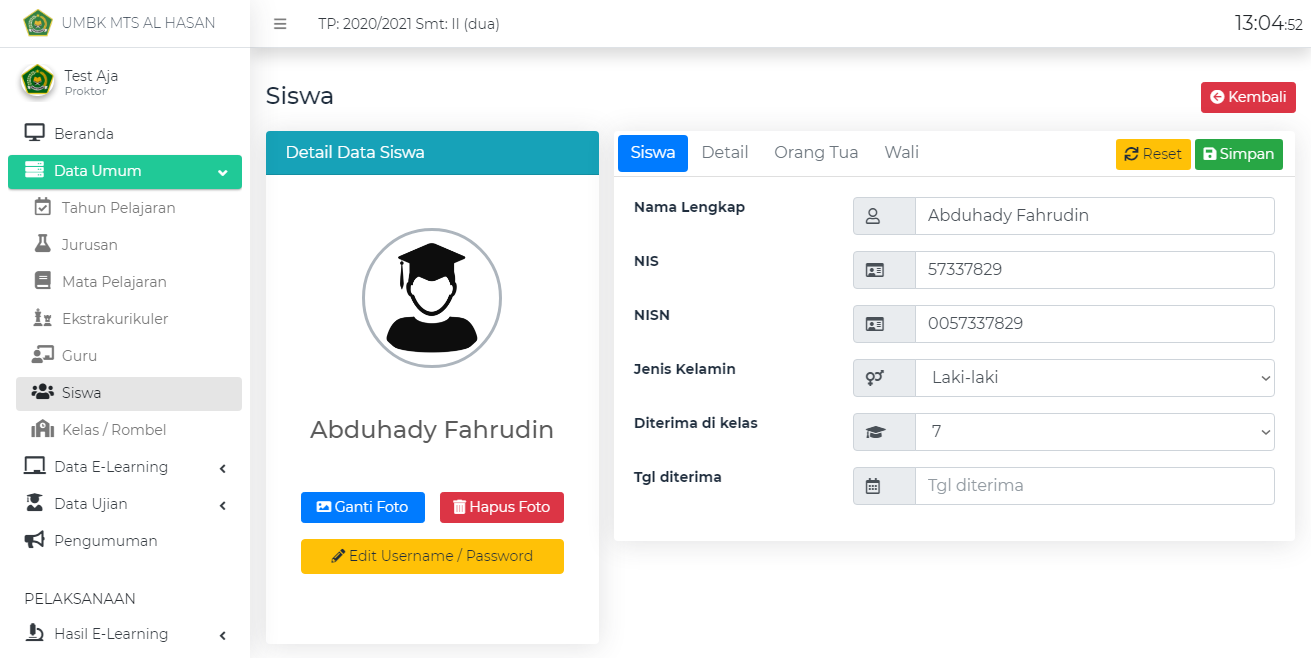 UMBK MTS AL HASAN
TP: 2020/2021 Smt: II (dua)
13:04:52
Test Aja
Proktor
Beranda
Data Umum
Tahun Pelajaran
Jurusan
Mata Pelajaran
Ekstrakurikuler
Guru
Siswa
Kelas / Rombel
Data E-Learning
Data Ujian
Pengumuman
PELAKSANAAN
Hasil E-Learning
Siswa
Kembali
Detail Data Siswa
Abduhady Fahrudin
Ganti Foto
Hapus Foto
Edit Username / Password
Siswa Detail Orang Tua Wali
Reset Simpan
Nama Lengkap Abduhady Fahrudin
NIS 57337829
NISN 0057337829
Jenis Kelamin Laki-laki
Diterima di kelas 7
Tgl diterima Tgl diterima